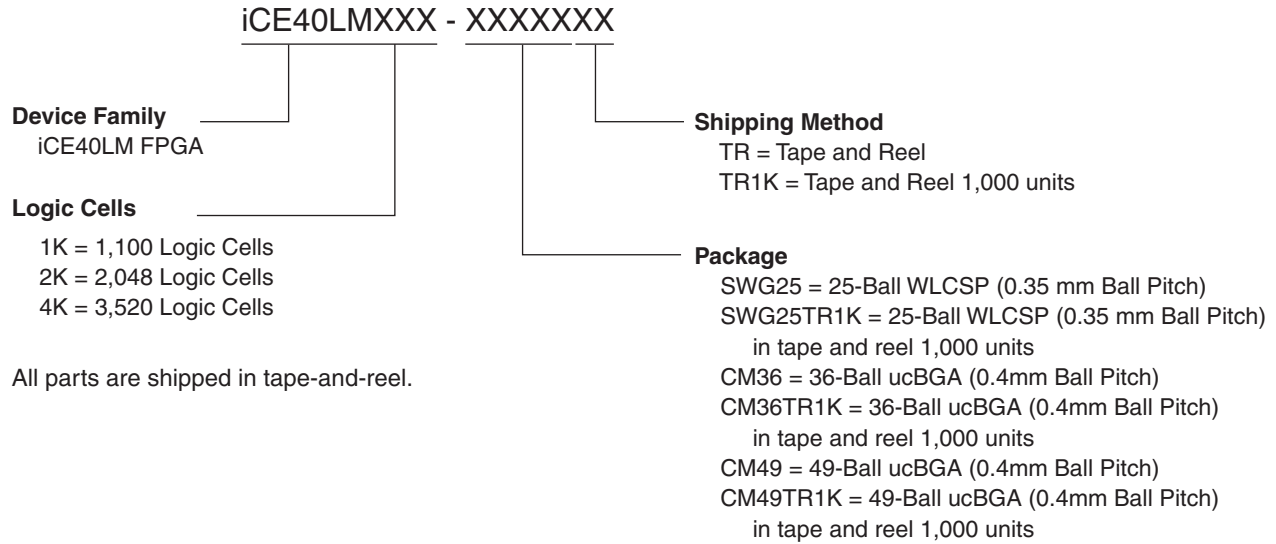 iCE40LMXXX - XXXXXXXX
Device Family
iCE40LM FPGA
Logic Cells
1K = 1,100 Logic Cells
2K = 2,048 Logic Cells
4K = 3,520 Logic Cells
All parts are shipped in tape-and-reel.
Shipping Method
TR = Tape and Reel
TR1K = Tape and Reel 1,000 units
Package
SWG25 = 25-Ball WLCSP (0.35 mm Ball Pitch)
SWG25TR1K = 25-Ball WLCSP (0.35 mm Ball Pitch)
in tape and reel 1,000 units
CM36 = 36-Ball ucBGA (0.4mm Ball Pitch)
CM36TR1K = 36-Ball ucBGA (0.4mm Ball Pitch)
in tape and reel 1,000 units
CM49 = 49-Ball ucBGA (0.4mm Ball Pitch)
CM49TR1K = 49-Ball ucBGA (0.4mm Ball Pitch)
in tape and reel 1,000 units